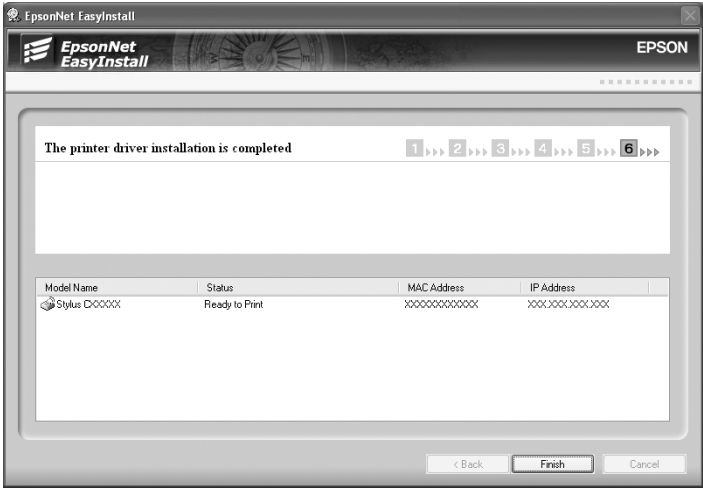 EpsonNet EasyInstall
EpsonNet
EasyInstall
EPSON
The printer driver installation is completed
1 2 3 4 5 6
Model Name Status MAC Address IP Address
Stylus CXXXXX Ready to Print XXXXXXXXXXXX XXX.XXX.XXX.XXX
< Back Finish Cancel